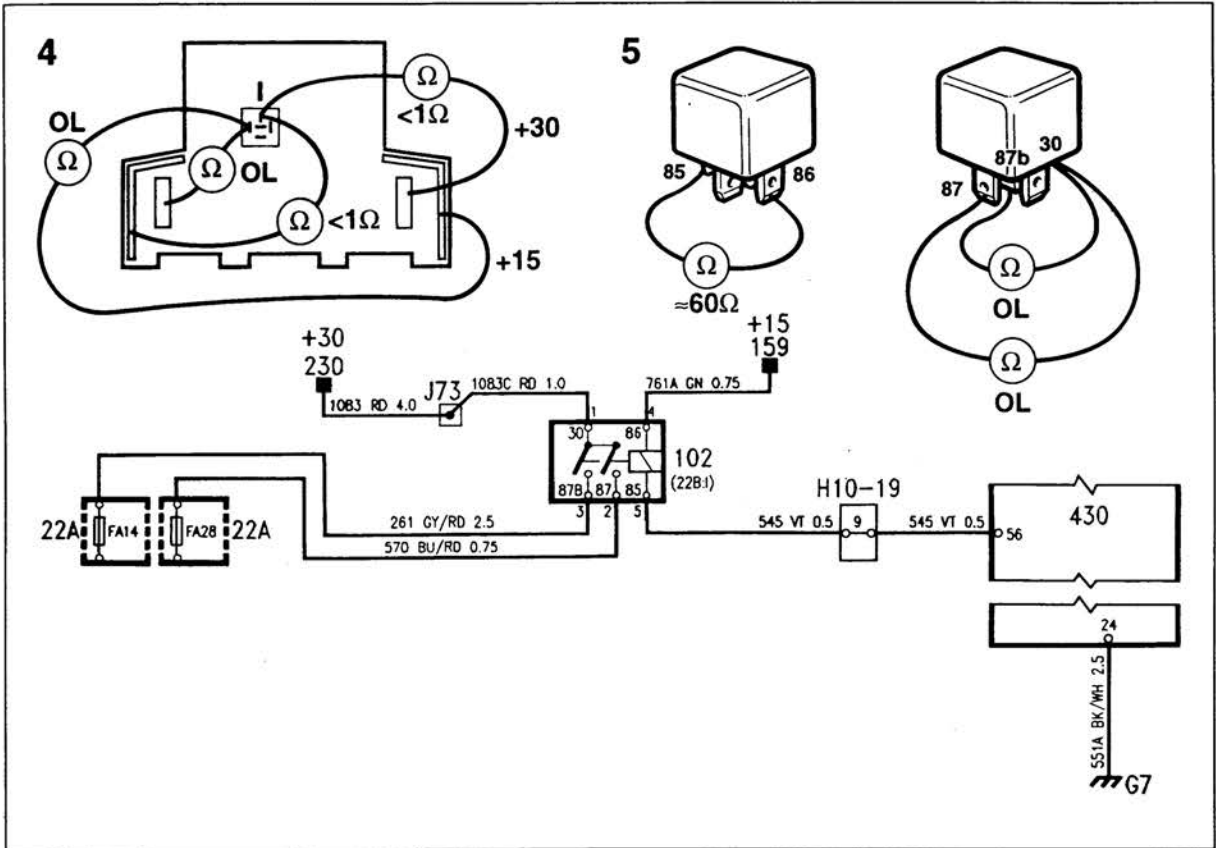 4
5
I
Ω
<1Ω
OL
Ω
Ω
OL
+30
Ω
<1Ω
+15
85
86
Ω
≈60Ω
87b
30
87
Ω
OL
Ω
OL
+30
230
1083 RD 4.0
J73
1083C RD 1.0
+15
159
761A GN 0.75
1
4
30
86
102
(22B:I)
87B
87
85
3
2
5
22A
FA14
FA28
22A
261 GY/RD 2.5
570 BU/RD 0.75
545 VT 0.5
H10-19
9
545 VT 0.5
56
430
24
551A BK/WH 2.5
G7